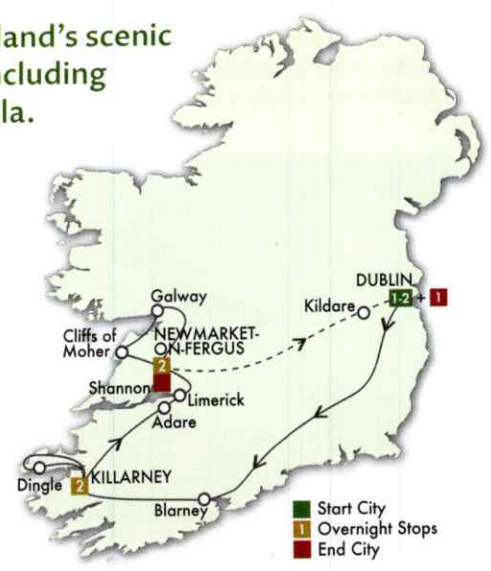 land's scenic
cluding
la.
DUBLIN
1-2 + 1
Kildare
Galway
Cliffs of
Moher
NEWMARKET-
ON-FERGUS
2
Shannon
Limerick
Adare
Dingle
2 KILLARNEY
Blarney
Start City
1 Overnight Stops
End City